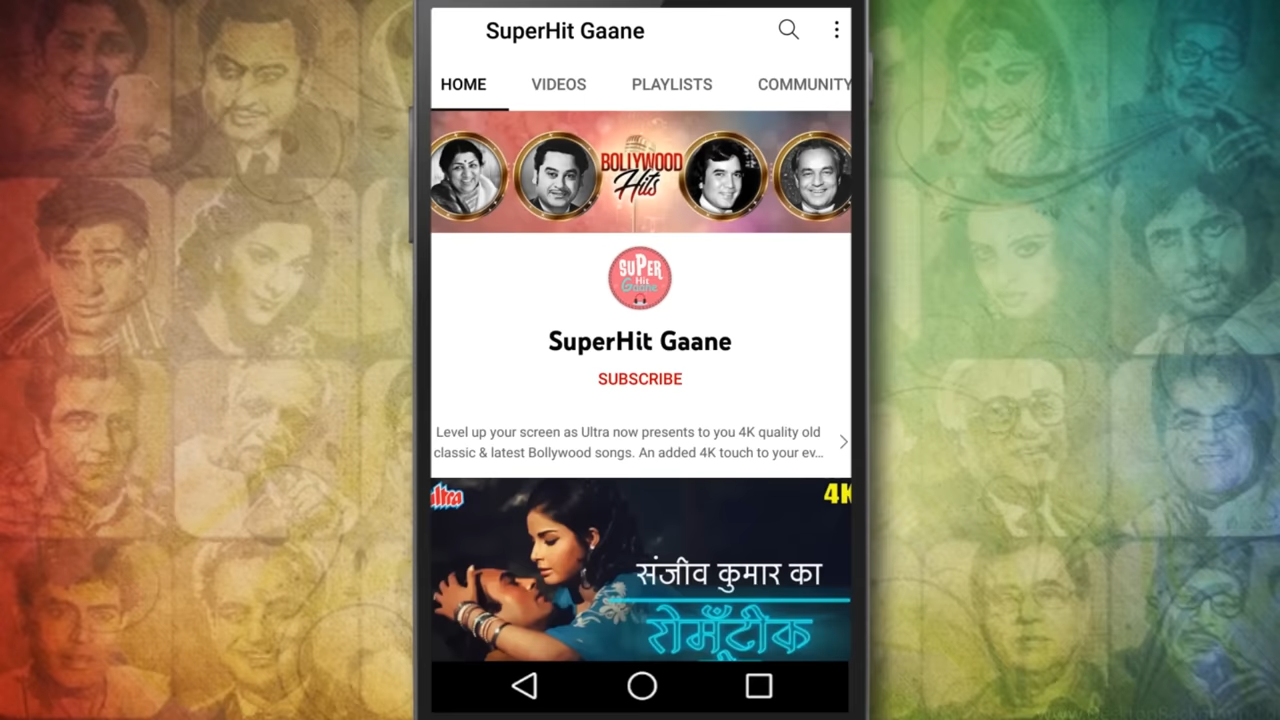 SuperHit Gaane
HOME VIDEOS PLAYLISTS COMMUNITY
BOLLYWOOD
Hits
SUPER
Hit
Gaane
SuperHit Gaane
SUBSCRIBE
Level up your screen as Ultra now presents to you 4K quality old
classic & latest Bollywood songs. An added 4K touch to your ev...
ultra
4K
संजीव कुमार का
रोमँटीक